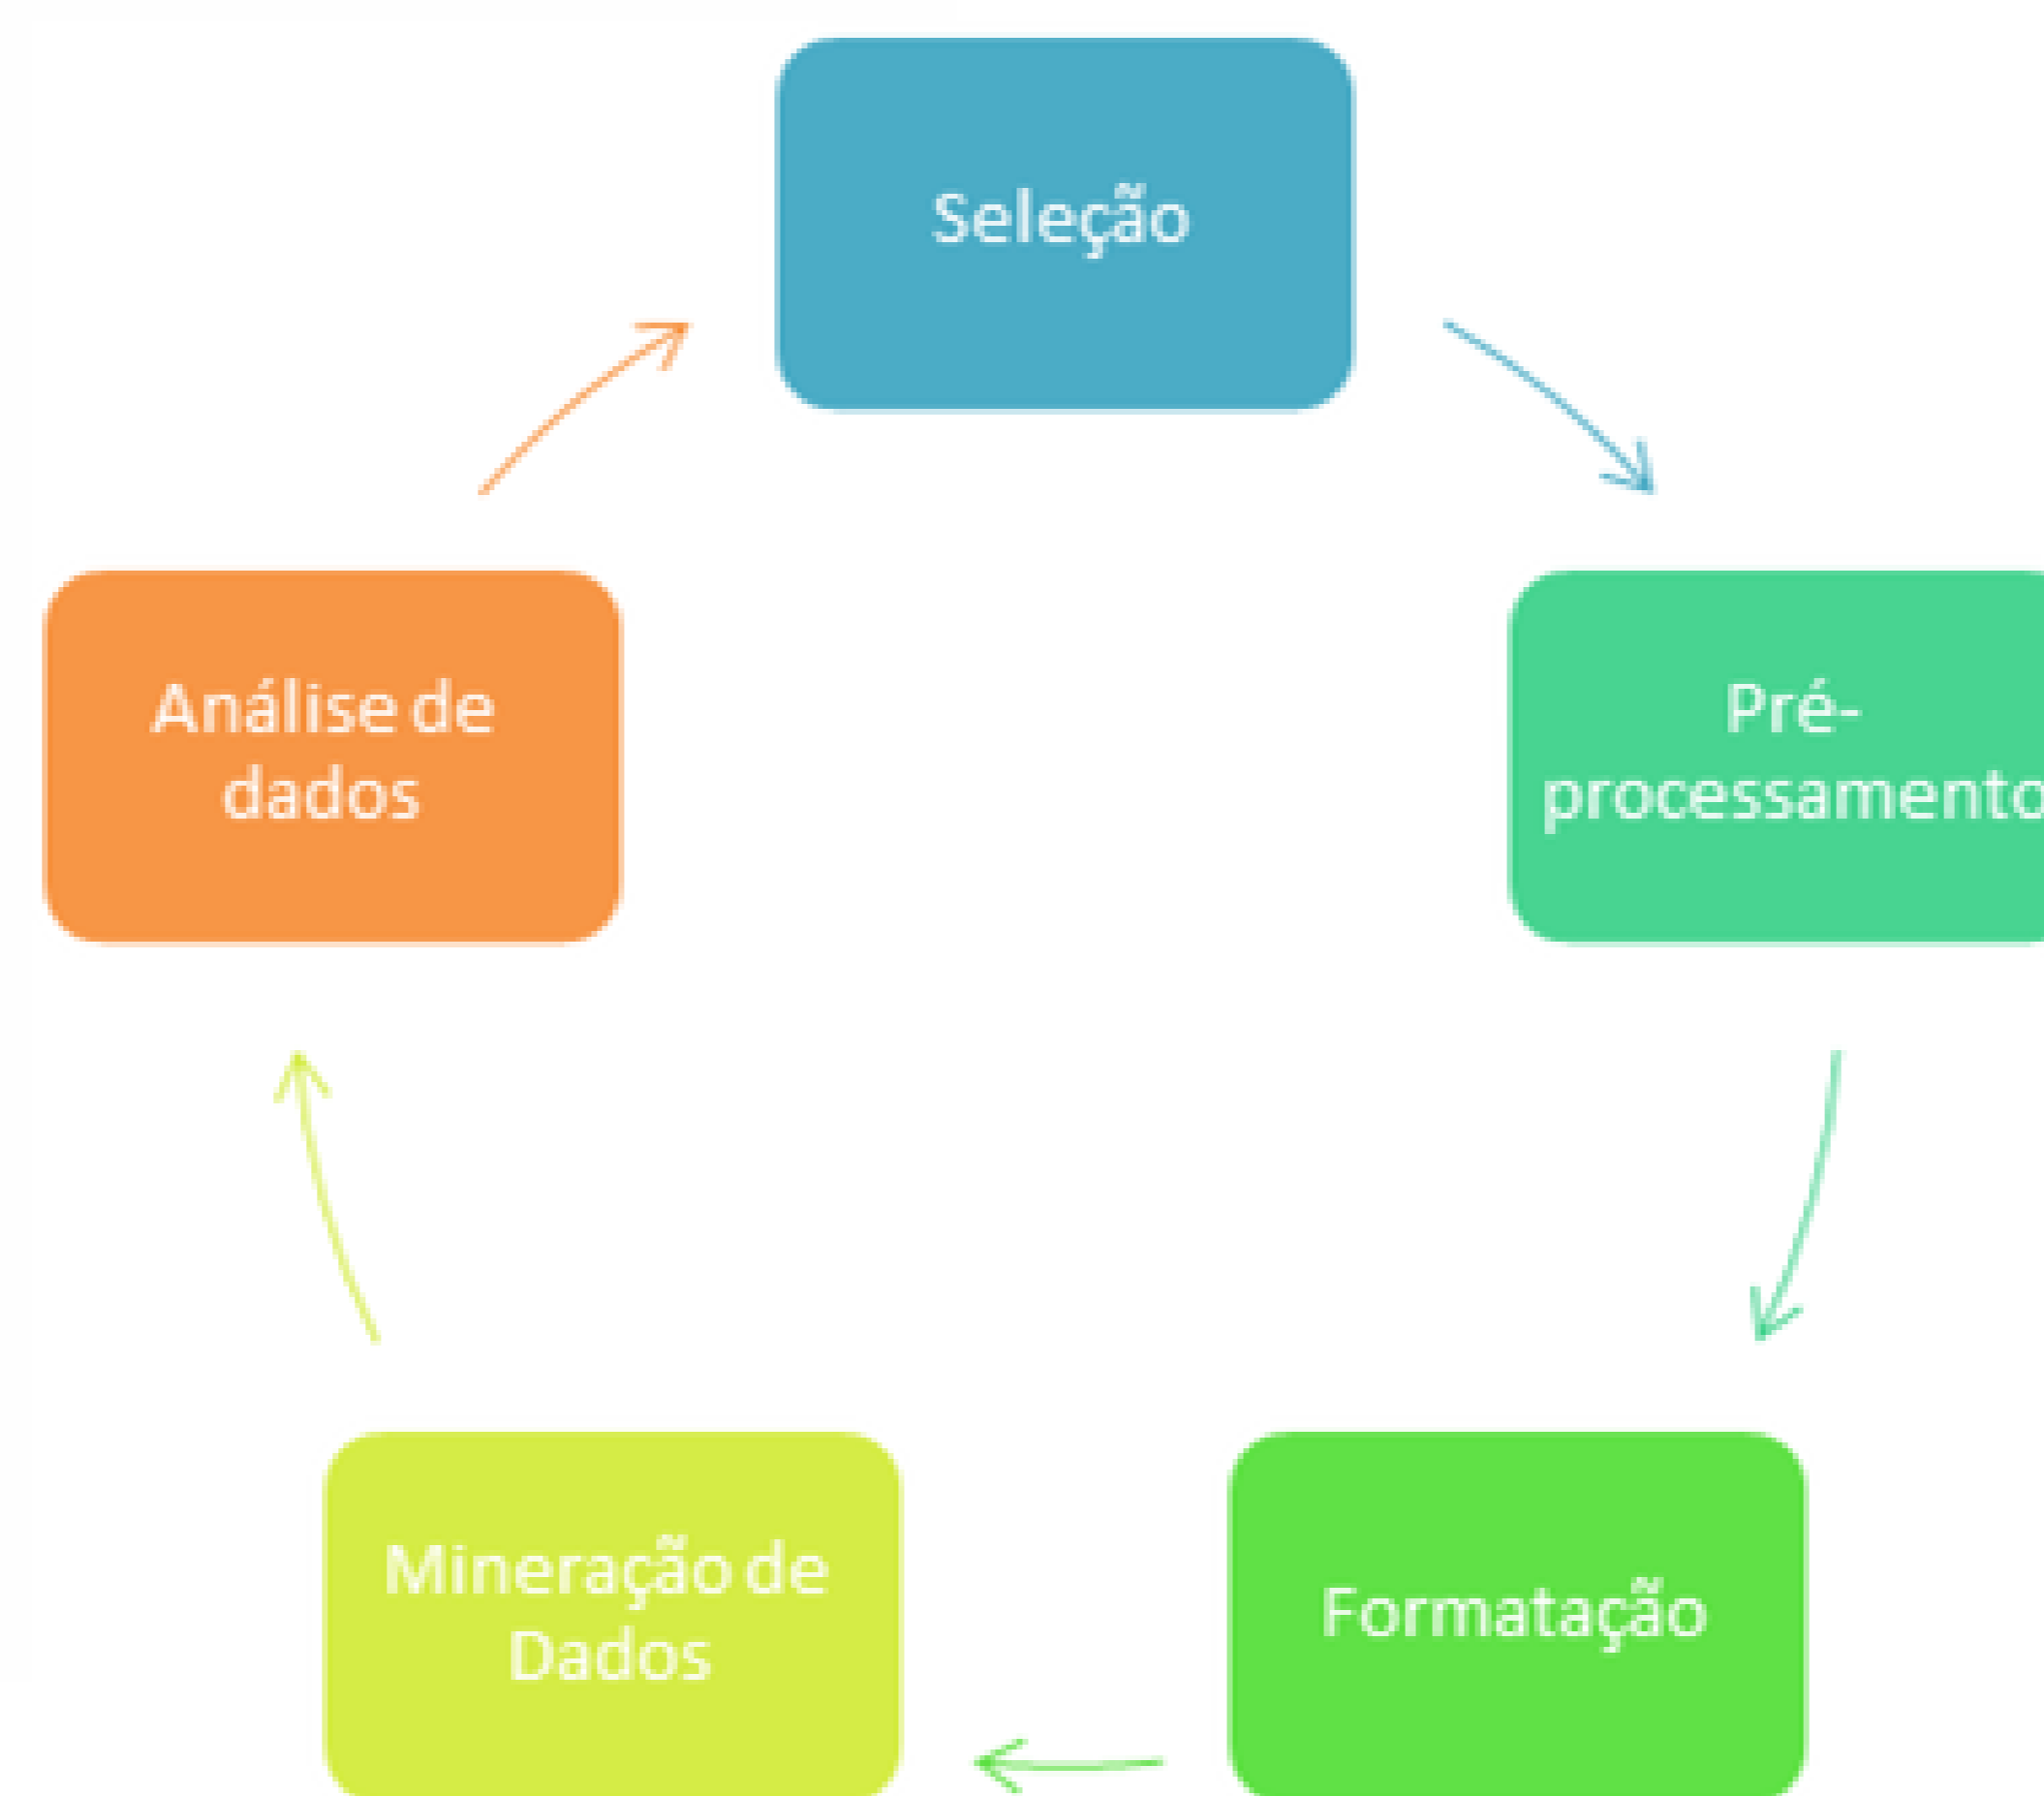 Seleção
Pré-
processamento
Formatação
Mineração de
Dados
Análise de
dados